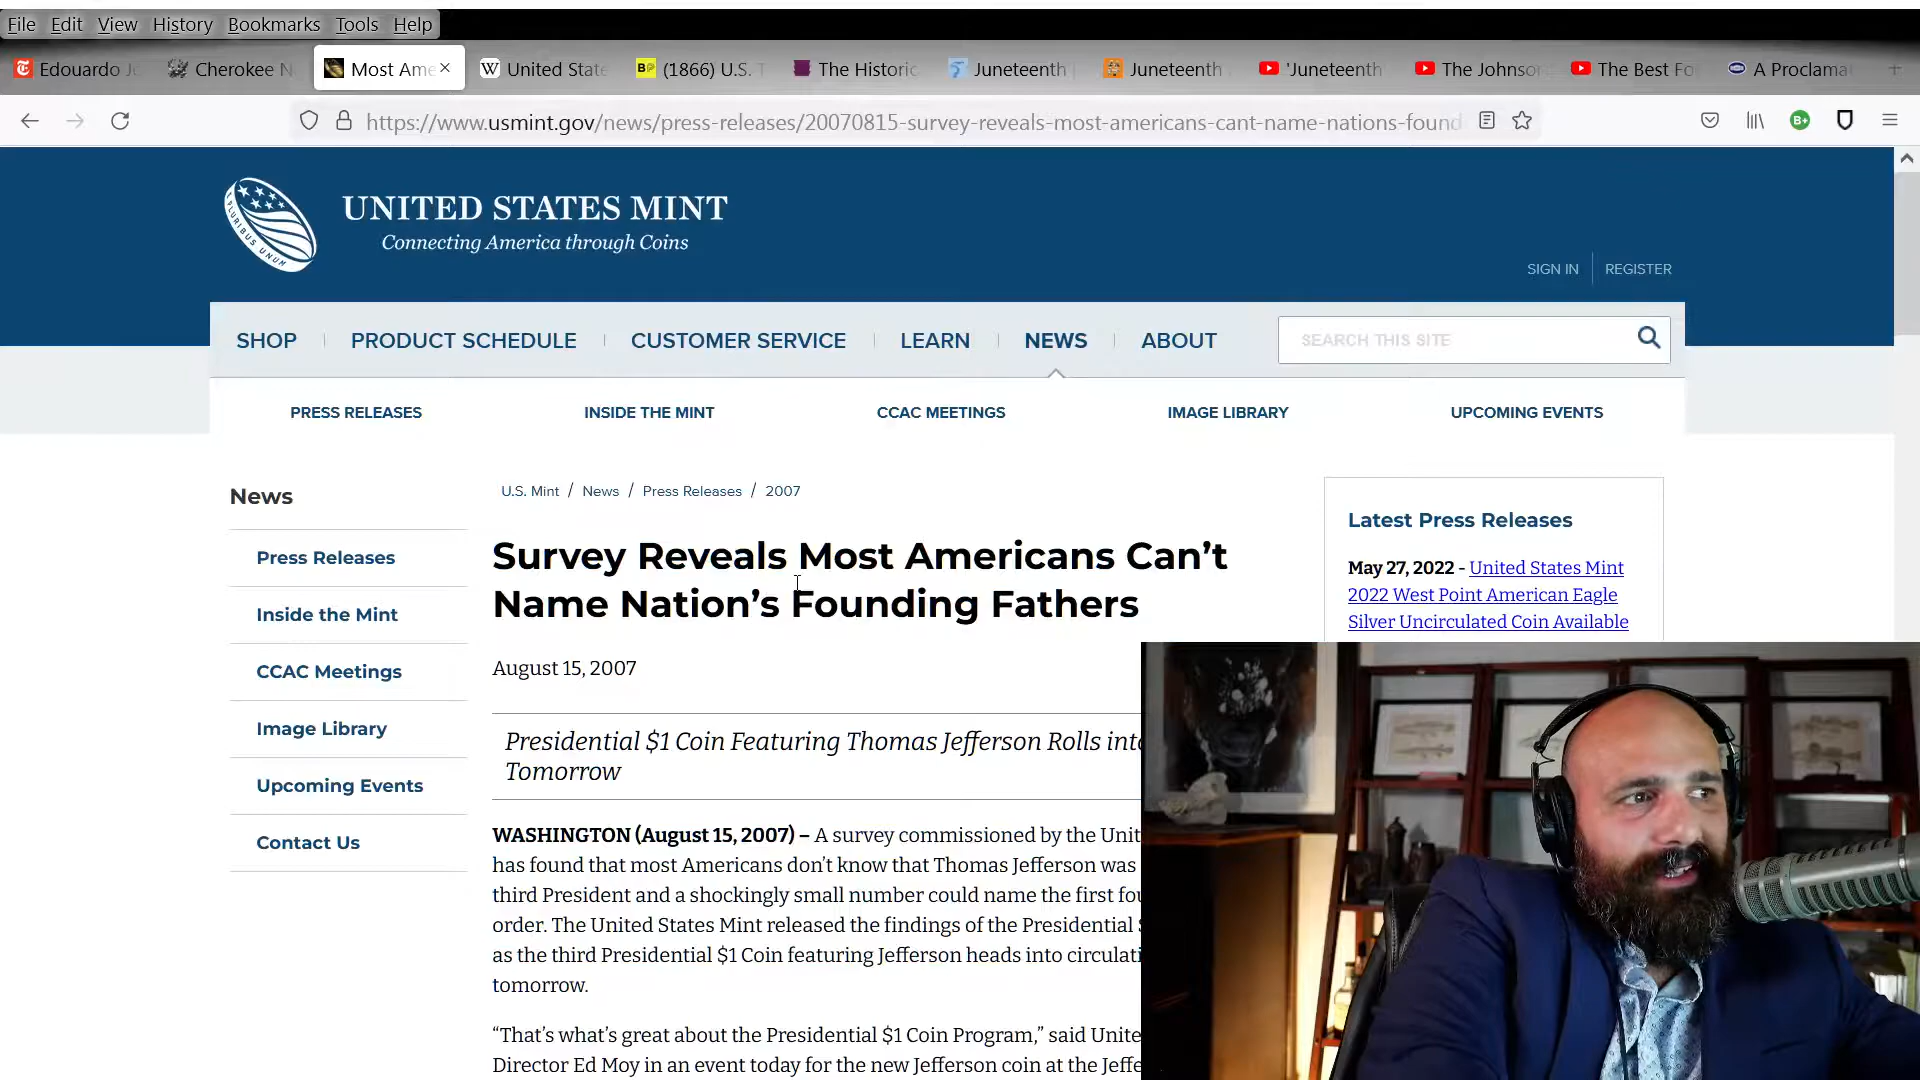 File Edit View History Bookmarks Tools Help
Edouardo Ju Cherokee N Most Ame × United State (1866) U.S. T The Historic Juneteenth Juneteenth 'Juneteenth The Johnson The Best Fo A Proclamat
https://www.usmint.gov/news/press-releases/20070815-survey-reveals-most-americans-cant-name-nations-found
PLURIBUS UNUM
UNITED STATES MINT
Connecting America through Coins
SIGN IN REGISTER
SHOP PRODUCT SCHEDULE CUSTOMER SERVICE LEARN NEWS ABOUT SEARCH THIS SITE
PRESS RELEASES INSIDE THE MINT CCAC MEETINGS IMAGE LIBRARY UPCOMING EVENTS
News
Press Releases
Inside the Mint
CCAC Meetings
Image Library
Upcoming Events
Contact Us
U.S. Mint / News / Press Releases / 2007
Survey Reveals Most Americans Can’t
Name Nation’s Founding Fathers
August 15, 2007
Presidential $1 Coin Featuring Thomas Jefferson Rolls into
Tomorrow
WASHINGTON (August 15, 2007) – A survey commissioned by the Unit
has found that most Americans don’t know that Thomas Jefferson was
third President and a shockingly small number could name the first fou
order. The United States Mint released the findings of the Presidential $
as the third Presidential $1 Coin featuring Jefferson heads into circulati
tomorrow.
“That’s what’s great about the Presidential $1 Coin Program,” said Unite
Director Ed Moy in an event today for the new Jefferson coin at the Jeffe
Latest Press Releases
May 27, 2022 - United States Mint
2022 West Point American Eagle
Silver Uncirculated Coin Available